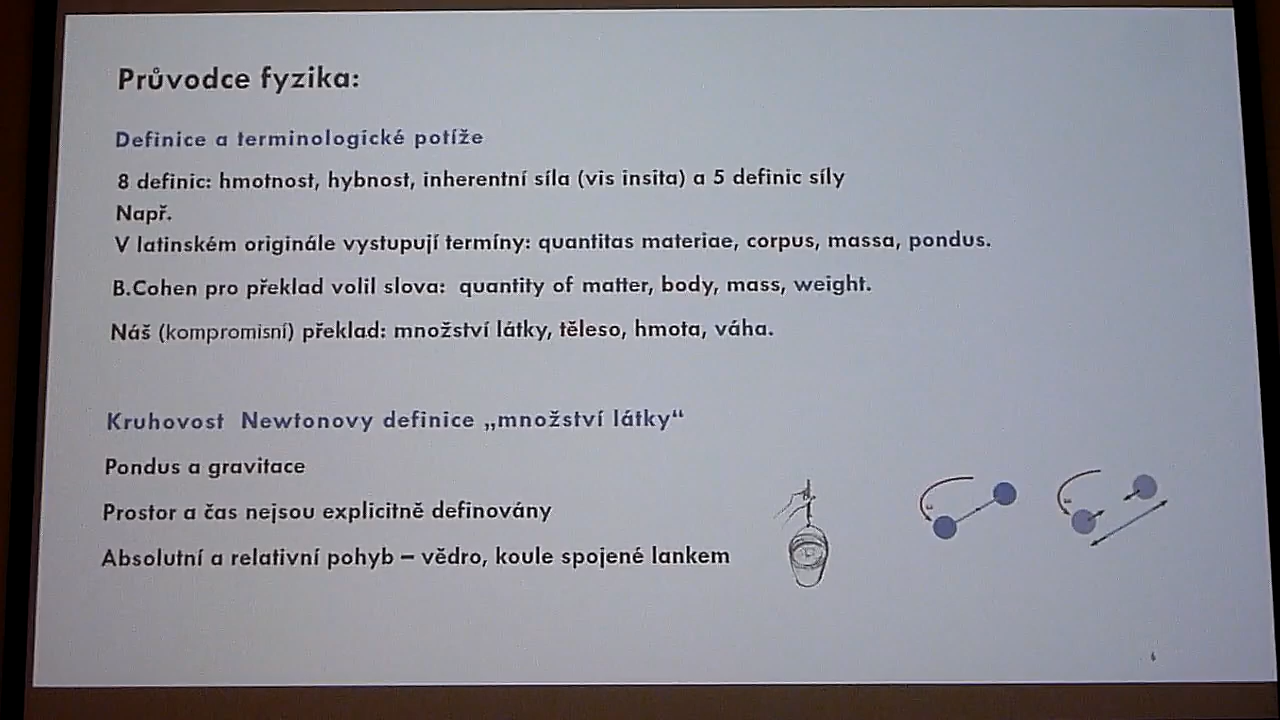 Průvodce fyzika:
Definice a terminologické potíže
8 definic: hmotnost, hybnost, inherentní síla (vis insita) a 5 definic síly
Např.
V latinském originále vystupují termíny: quantitas materiae, corpus, massa, pondus.
B.Cohen pro překlad volil slova: quantity of matter, body, mass, weight.
Náš (kompromisní) překlad: množství látky, těleso, hmota, váha.
Kruhovost Newtonovy definice „množství látky“
Pondus a gravitace
Prostor a čas nejsou explicitně definovány
Absolutní a relativní pohyb – vědro, koule spojené lankem